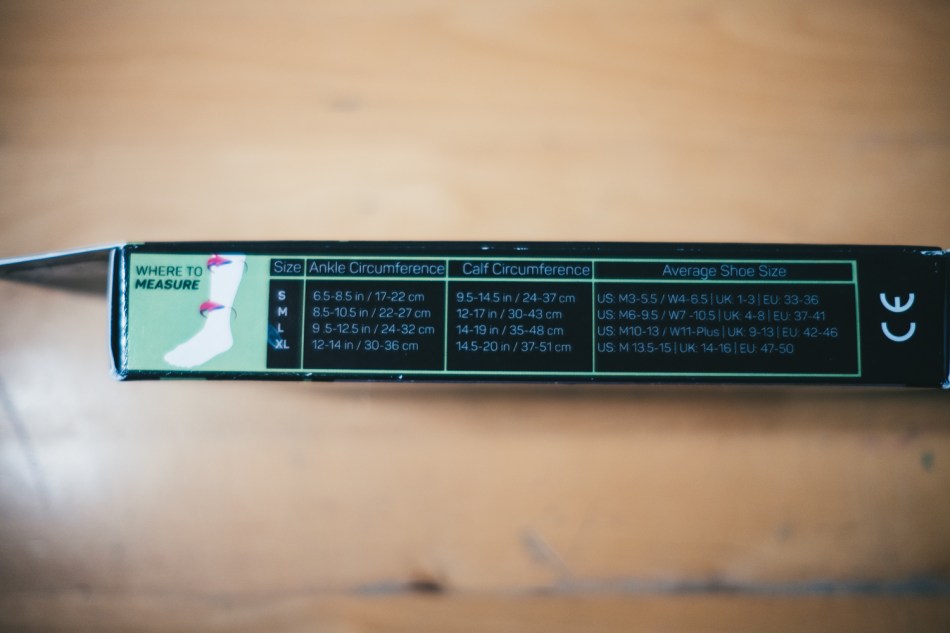 WHERE TO
MEASURE
Size Ankle Circumference Calf Circumference Average Shoe Size
S 6.5-8.5 in / 17-22 cm 9.5-14.5 in / 24-37 cm US: M3-5.5 / W4-6.5 | UK: 1-3 | EU: 33-36
M 8.5-10.5 in / 22-27 cm 12-17 in / 30-43 cm US: M6-9.5 / W7 -10.5 | UK: 4-8 | EU: 37-41
L 9 .5-12.5 in / 24-32 cm 14-19 in / 35-48 cm US: M10-13 / W11-Plus | UK: 9-13 | EU: 42-46
XL 12-14 in / 30-36 cm 14.5-20 in / 37-51 cm US: M 13.5-15 | UK: 14-16 | EU: 47-50
CE